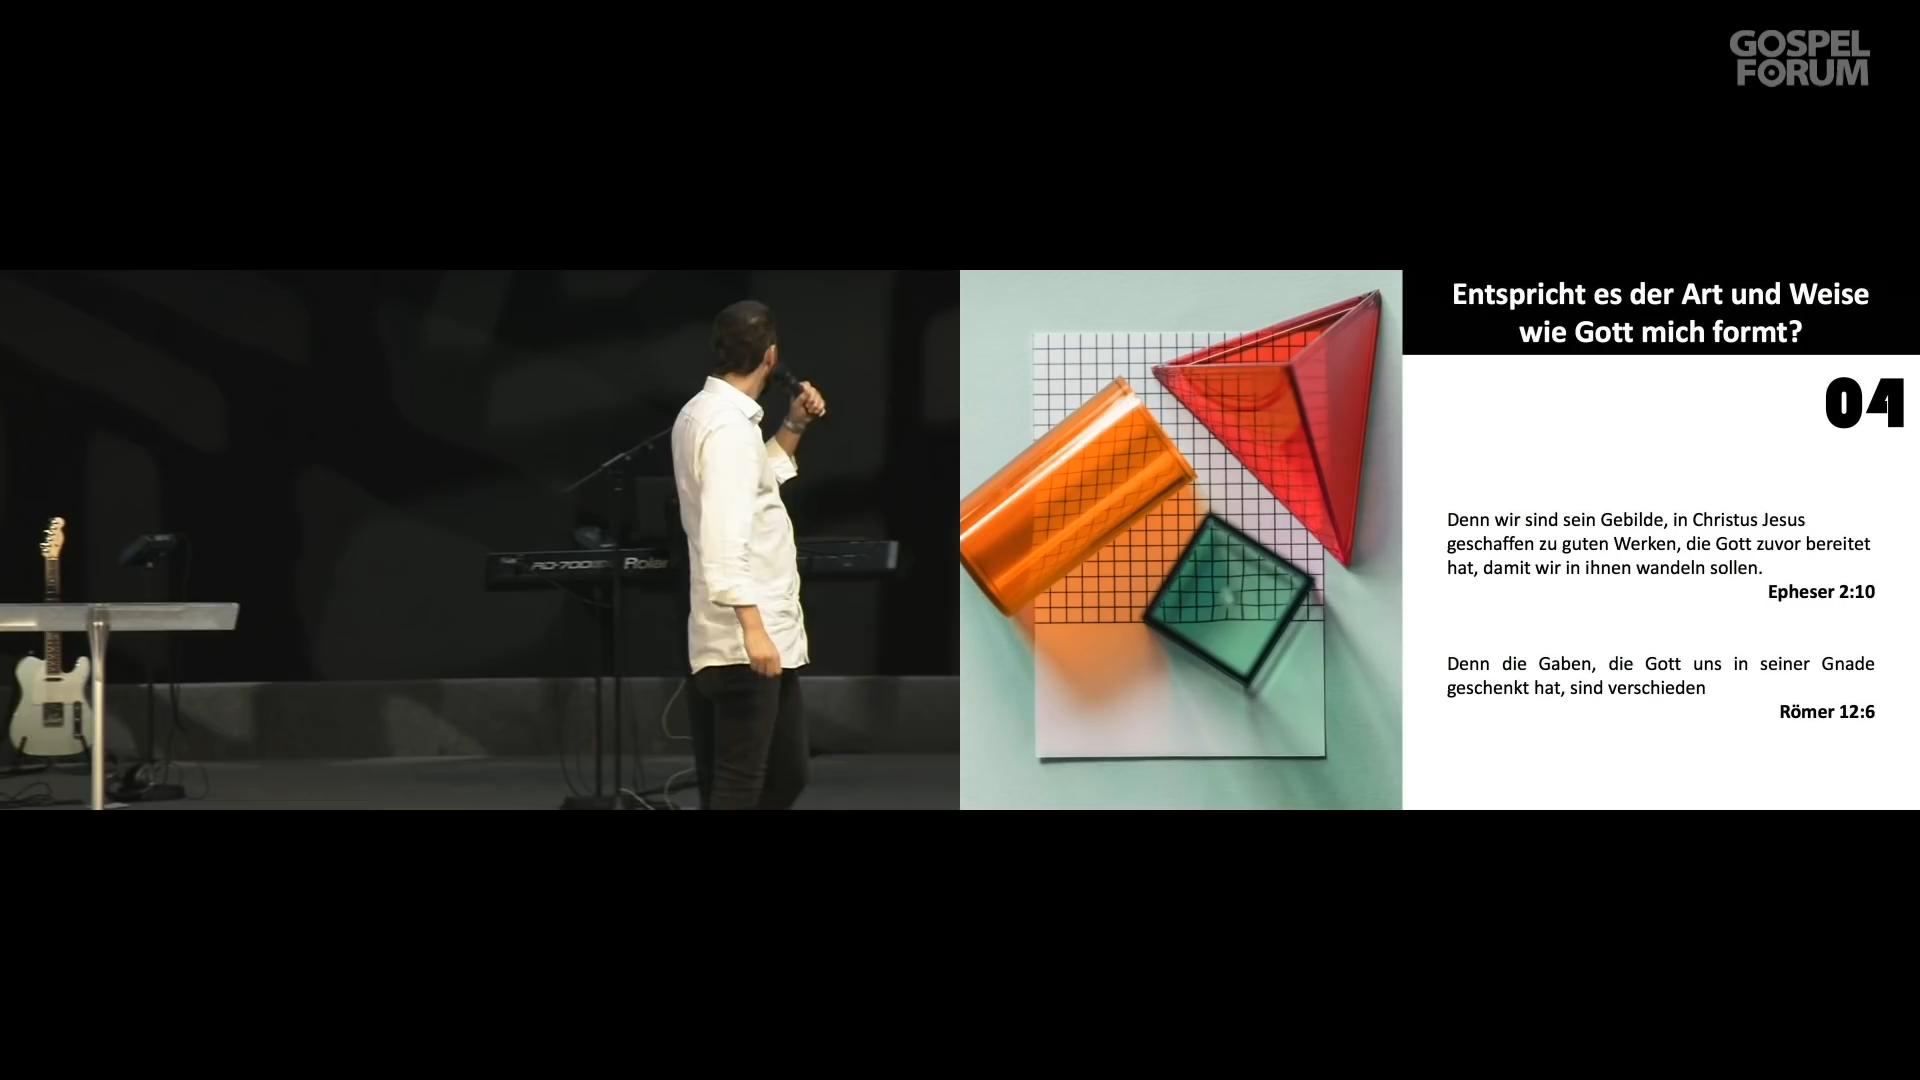 GOSPEL
FORUM
Roland
Entspricht es der Art und Weise
wie Gott mich formt?
04
Denn wir sind sein Gebilde, in Christus Jesus
geschaffen zu guten Werken, die Gott zuvor bereitet
hat, damit wir in ihnen wandeln sollen.
Epheser 2:10
Denn die Gaben, die Gott uns in seiner Gnade
geschenkt hat, sind verschieden
Römer 12:6